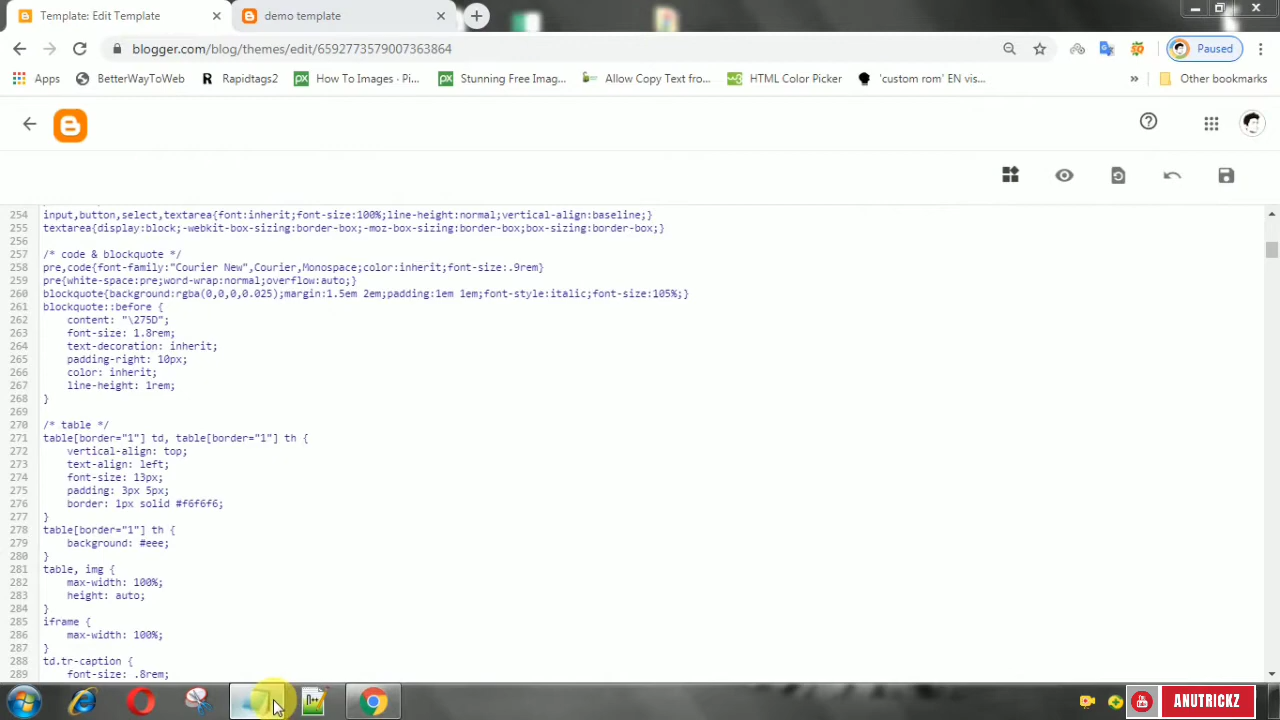 Template: Edit Template
demo template
blogger.com/blog/themes/edit/6592773579007363864
Paused
Apps
BetterWayToWeb
Rapidtags2
How To Images - Pi...
Stunning Free Imag...
Allow Copy Text fro...
HTML Color Picker
'custom rom' EN vis...
»
Other bookmarks
254 input,button,select,textarea{font:inherit;font-size:100%;line-height:normal;vertical-align:baseline;}
255 textarea{display:block;-webkit-box-sizing:border-box;-moz-box-sizing:border-box;box-sizing:border-box;}
256
257 /* code & blockquote */
258 pre,code{font-family:"Courier New",Courier,Monospace;color:inherit;font-size:.9rem}
259 pre{white-space:pre;word-wrap:normal;overflow:auto;}
260 blockquote{background:rgba(0,0,0,0.025);margin:1.5em 2em;padding:1em 1em;font-style:italic;font-size:105%;}
261 blockquote::before {
262 content: "\275D";
263 font-size: 1.8rem;
264 text-decoration: inherit;
265 padding-right: 10px;
266 color: inherit;
267 line-height: 1rem;
268 }
269
270 /* table */
271 table[border="1"] td, table[border="1"] th {
272 vertical-align: top;
273 text-align: left;
274 font-size: 13px;
275 padding: 3px 5px;
276 border: 1px solid #f6f6f6;
277 }
278 table[border="1"] th {
279 background: #eee;
280 }
281 table, img {
282 max-width: 100%;
283 height: auto;
284 }
285 iframe {
286 max-width: 100%;
287 }
288 td.tr-caption {
289 font-size: .8rem;
ANUTRICKZ